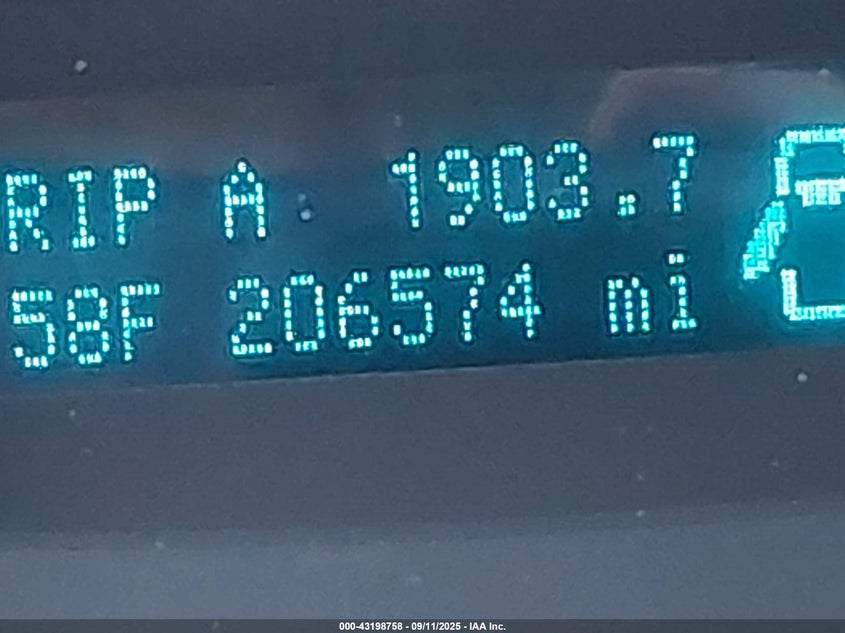 RIP A 1903.7
58F 206574 mi
000-43198758 - 09/11/2025 - IAA Inc.